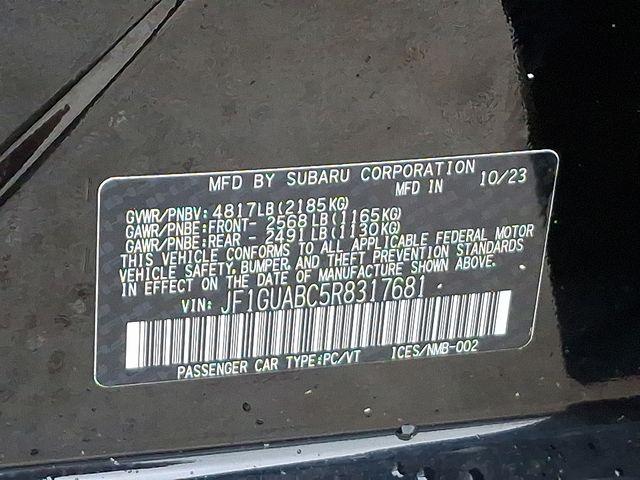 MFD BY SUBARU CORPORATION
MFD IN 10/23
GVWR/PNBV: 4817LB(2185KG)
GAWR/PNBE:FRONT- 2568LB(1165KG)
GAWR/PNBE:REAR - 2491LB(1130KG)
THIS VEHICLE CONFORMS TO ALL APPLICABLE FEDERAL MOTOR
VEHICLE SAFETY, BUMPER, AND THEFT PREVENTION STANDARDS
IN EFFECT ON THE DATE OF MANUFACTURE SHOWN ABOVE.
VIN: JF1GUABC5R8317681
PASSENGER CAR TYPE:PC/VT ICES/NMB-002